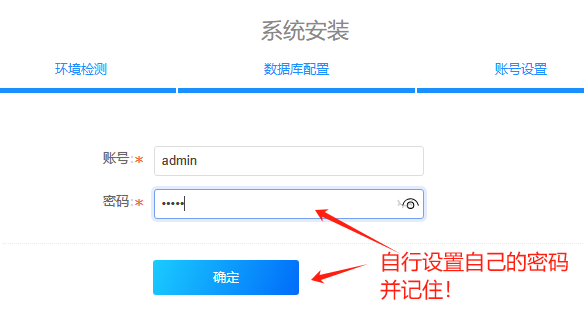 系统安装
环境检测 数据库配置 账号设置
账号:* admin
密码:* •••••
自行设置自己的密码
并记住！
确定